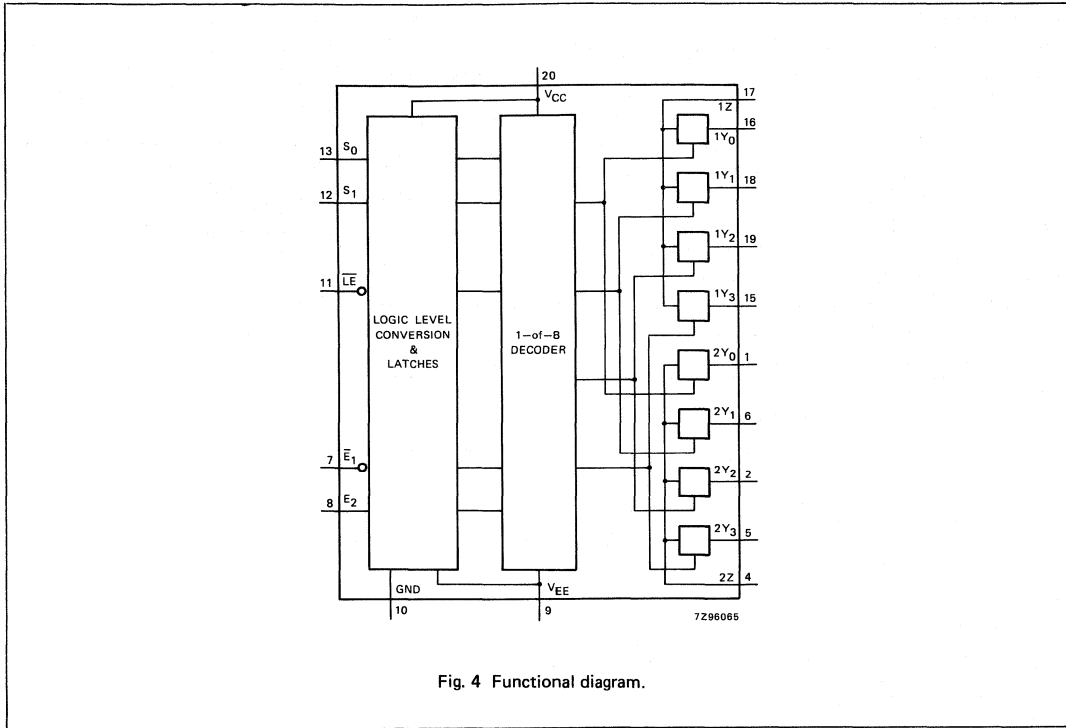 20
VCC
17
1Z
16
1Y0
13 S0
1Y1 18
12 S1
1Y2 19
11 LE
1Y3 15
LOGIC LEVEL
CONVERSION
&
LATCHES
1-of-8
DECODER
2Y0 1
2Y1 6
7 E1
2Y2 2
8 E2
2Y3 5
2Z 4
GND
VEE
10
9
7Z96065
Fig. 4 Functional diagram.